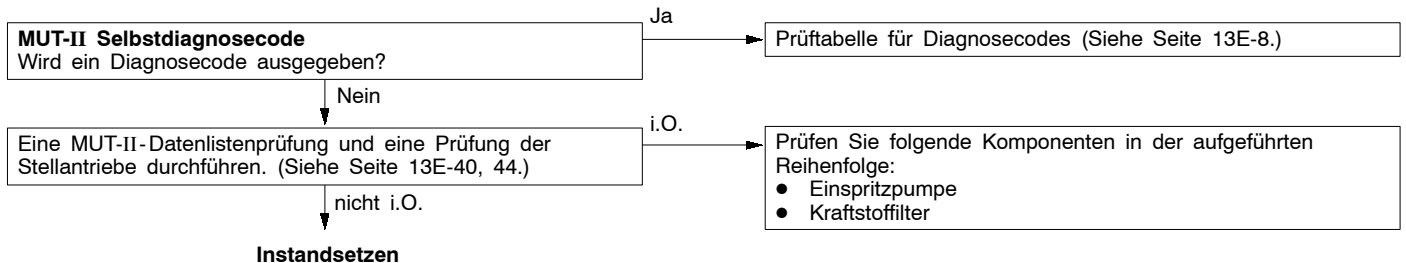 MUT-II Selbstdiagnosecode
Wird ein Diagnosecode ausgegeben?
Ja
Prüftabelle für Diagnosecodes (Siehe Seite 13E-8.)
Nein
Eine MUT-II-Datenlistenprüfung und eine Prüfung der
Stellantriebe durchführen. (Siehe Seite 13E-40, 44.)
i.O.
Prüfen Sie folgende Komponenten in der aufgeführten
Reihenfolge:
● Einspritzpumpe
● Kraftstoffilter
nicht i.O.
Instandsetzen